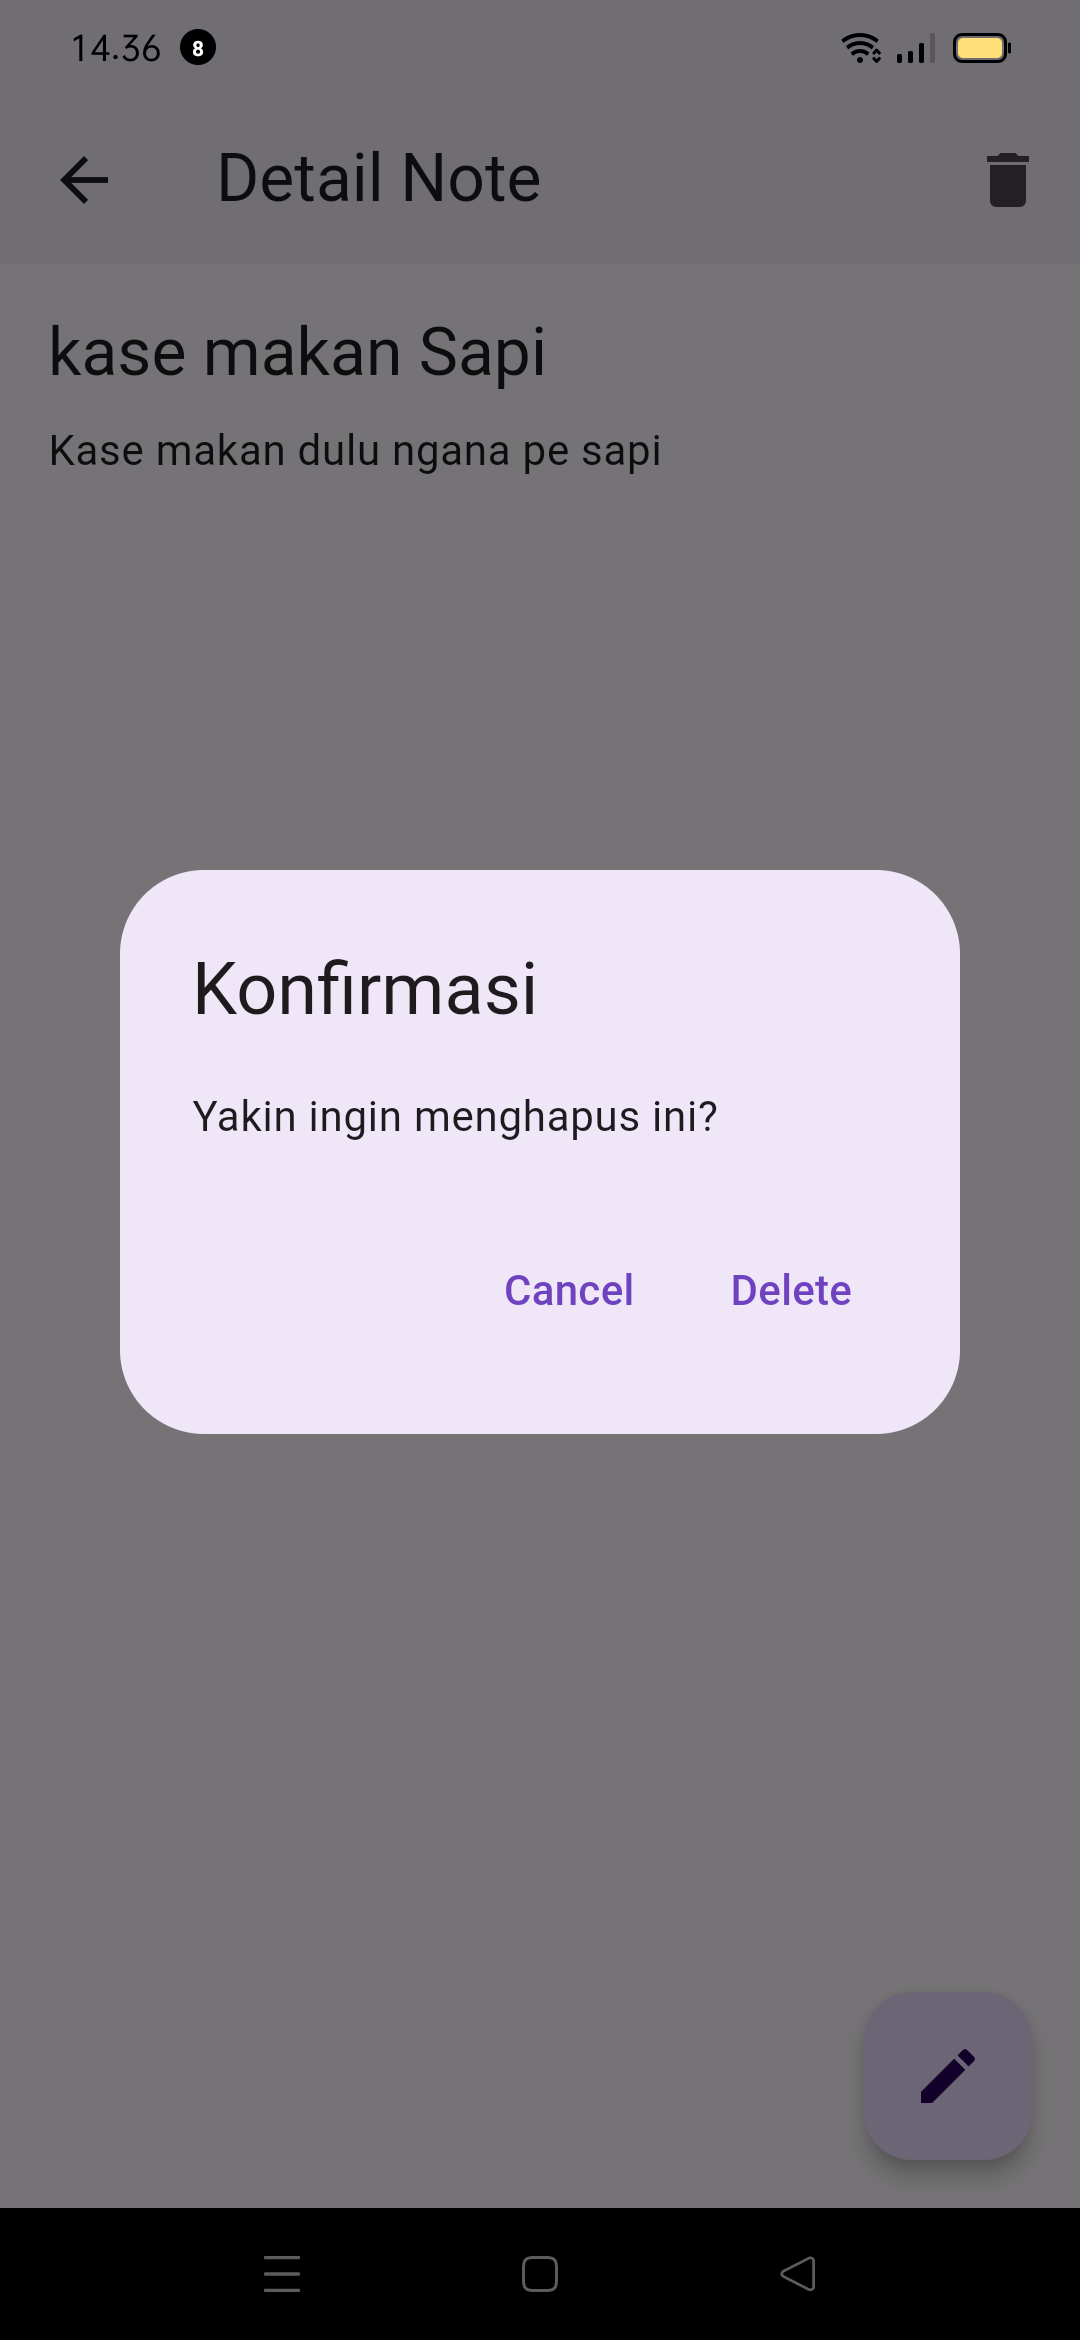 14.36 8
Detail Note
kase makan Sapi
Kase makan dulu ngana pe sapi
Konfirmasi
Yakin ingin menghapus ini?
Cancel Delete